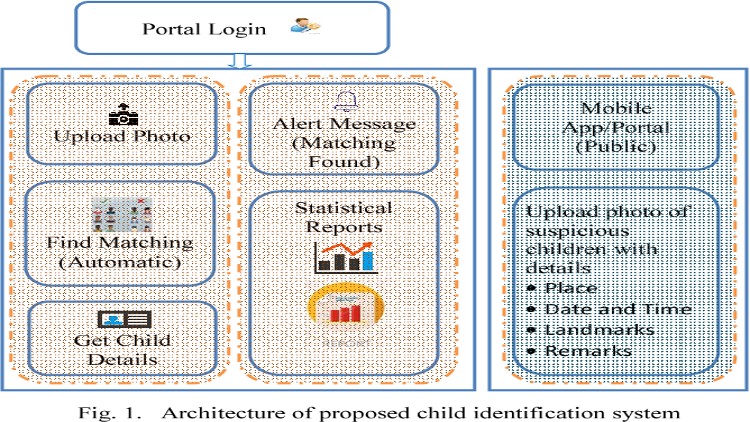 Portal Login
Upload Photo
Find Matching
(Automatic)
Get Child
Details
Alert Message
(Matching
Found)
Statistical
Reports
REPORT
Mobile
App/Portal
(Public)
Upload photo of
suspicious
children with
details
• Place
• Date and Time
• Landmarks
• Remarks
Fig. 1. Architecture of proposed child identification system